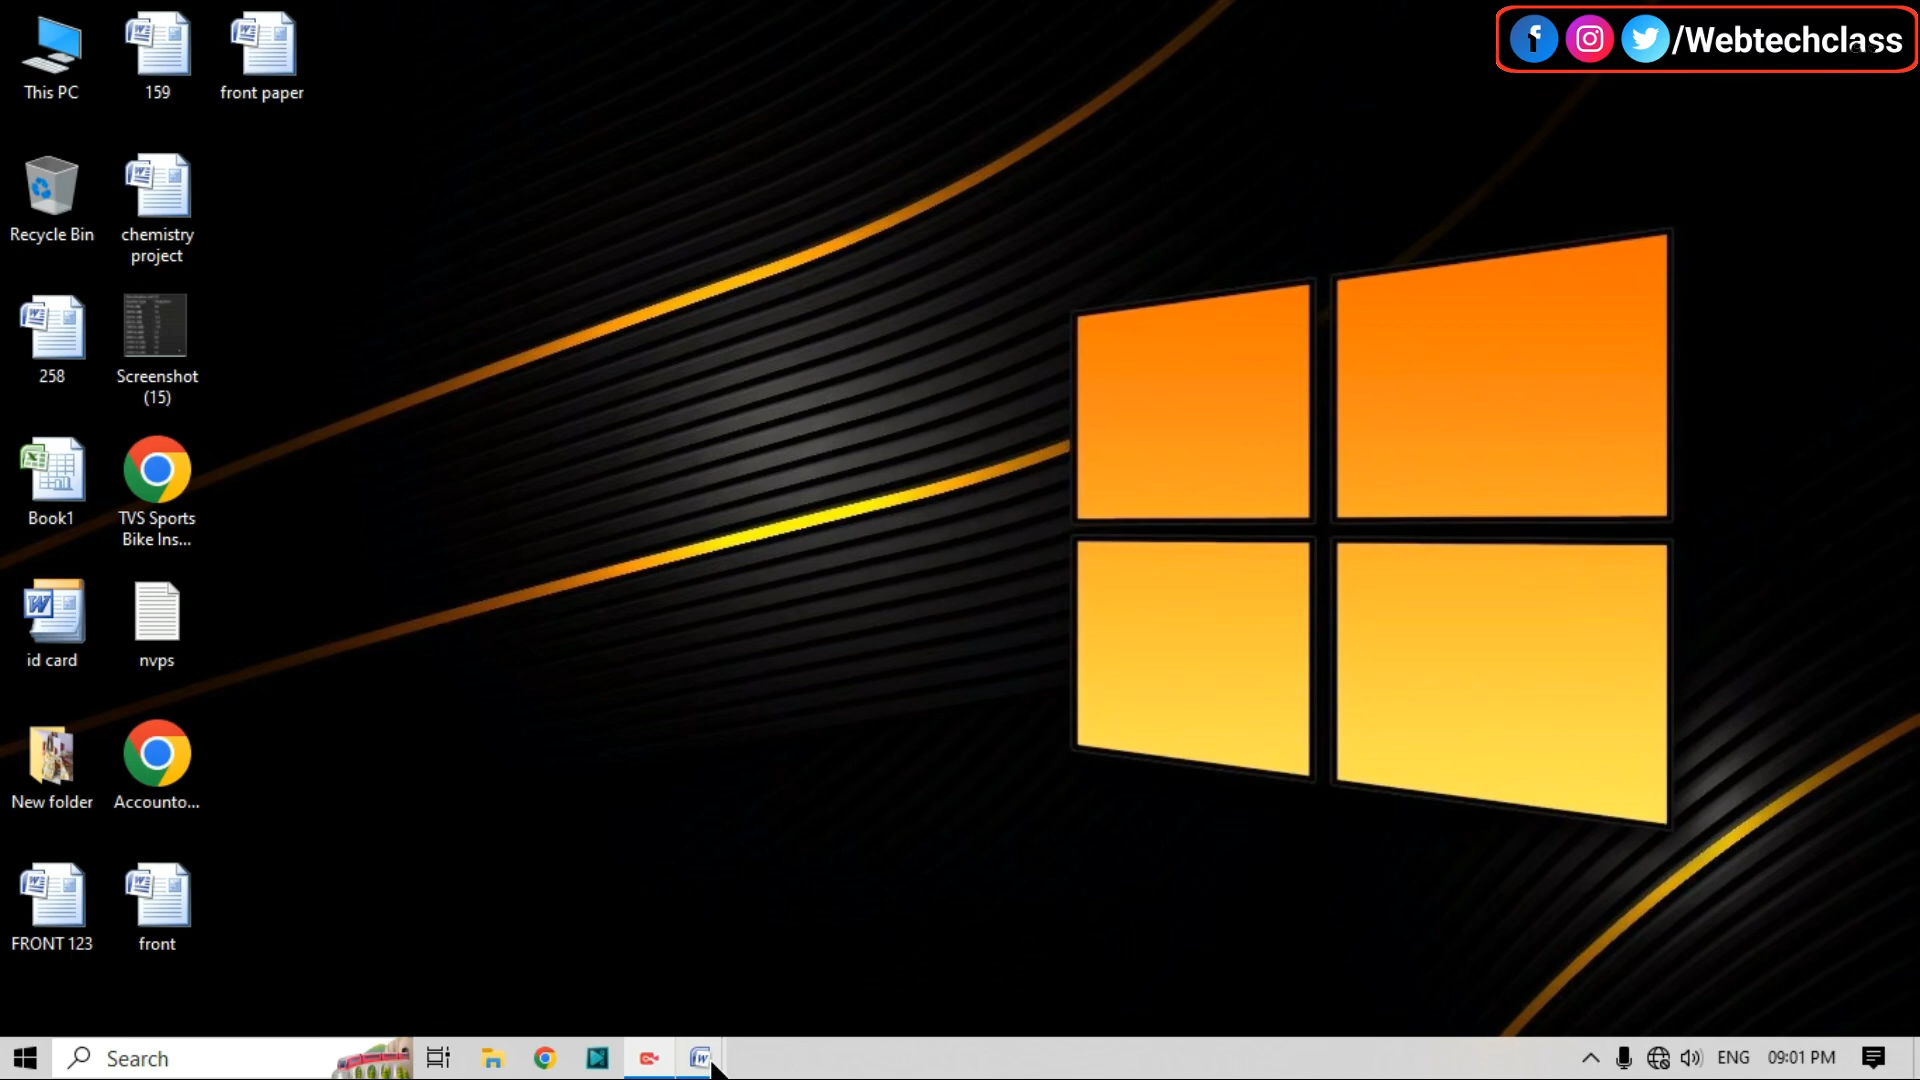 /Webtechclass
This PC
159
front paper
Recycle Bin
chemistry
project
258
Screenshot
(15)
Book1
TVS Sports
Bike Ins...
id card
nvps
New folder
Accounto...
FRONT 123
front
Search
ENG
09:01 PM